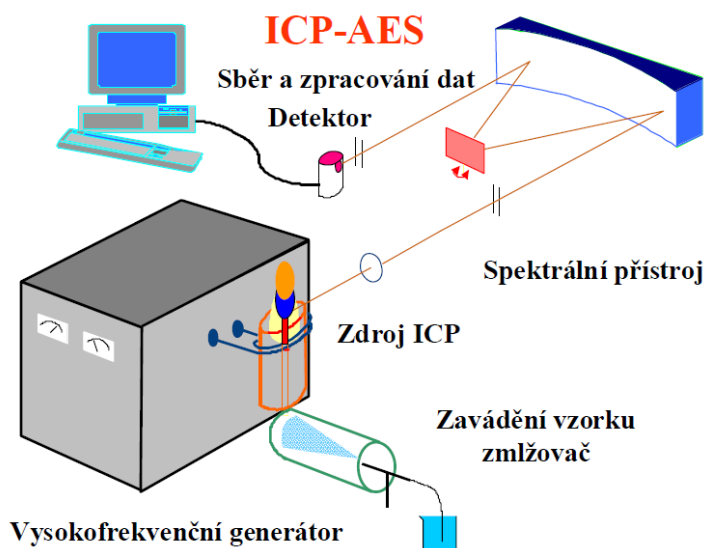 ICP-AES
Sběr a zpracování dat
Detektor
Spektrální přístroj
Zdroj ICP
Zavádění vzorku
zmlžovač
Vysokofrekvenční generátor